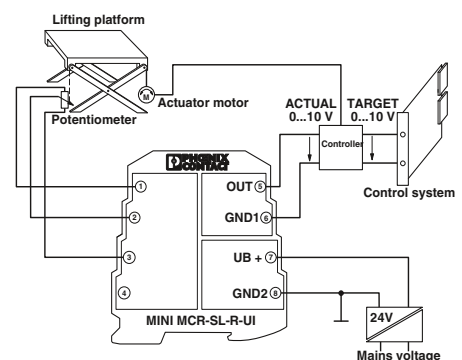 Lifting platform
M
Actuator motor
Potentiometer
ACTUAL
0...10 V
TARGET
0...10 V
Controller
Control system
PHOENIX
CONTACT
1
OUT 5
2
GND1 6
3
UB + 7
4
GND2 8
MINI MCR-SL-R-UI
24V
Mains voltage